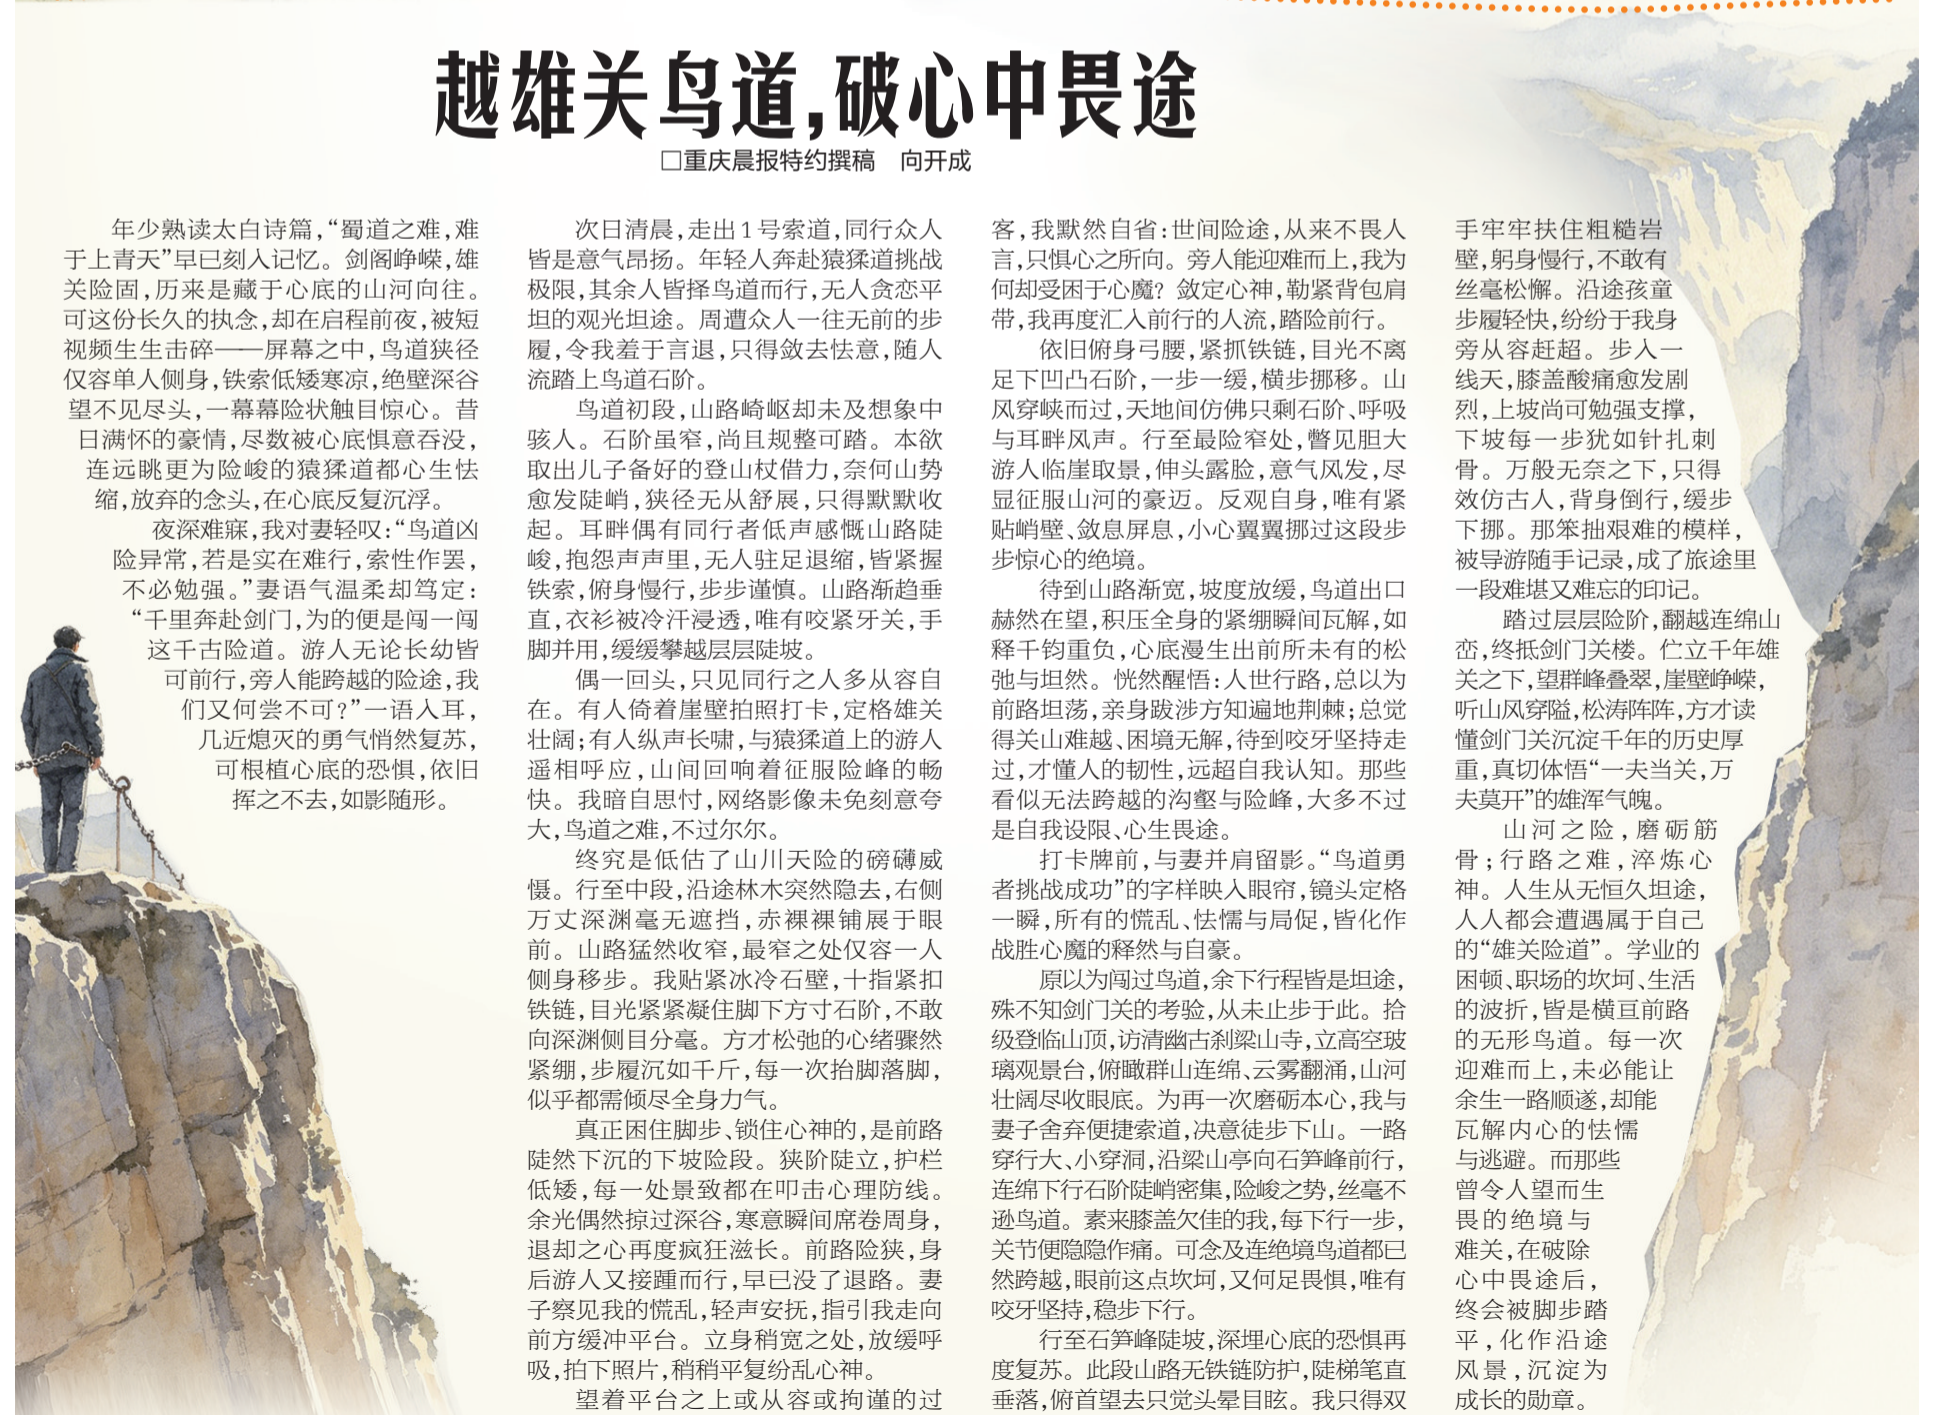 越雄关鸟道,破心中畏途
□重庆晨报特约撰稿 向开成
年少熟读太白诗篇,“蜀道之难,难
于上青天”早已刻入记忆。剑阁峥嵘,雄
关险固,历来是藏于心底的山河向往。
可这份长久的执念,却在启程前夜,被短
视频生生击碎——屏幕之中,鸟道狭径
仅容单人侧身,铁索低矮寒凉,绝壁深谷
望不见尽头,一幕幕险状触目惊心。昔
日满怀的豪情,尽数被心底惧意吞没,
连远眺更为险峻的猿猱道都心生怯
缩,放弃的念头,在心底反复沉浮。
夜深难寐,我对妻轻叹:“鸟道凶
险异常,若是实在难行,索性作罢,
不必勉强。”妻语气温柔却笃定:
“千里奔赴剑门,为的便是闯一闯
这千古险道。游人无论长幼皆
可前行,旁人能跨越的险途,我
们又何尝不可?”一语入耳,
几近熄灭的勇气悄然复苏,
可根植心底的恐惧,依旧
挥之不去,如影随形。
次日清晨,走出1号索道,同行众人
皆是意气昂扬。年轻人奔赴猿猱道挑战
极限,其余人皆择鸟道而行,无人贪恋平
坦的观光坦途。周遭众人一往无前的步
履,令我羞于言退,只得敛去怯意,随人
流踏上鸟道石阶。
鸟道初段,山路崎岖却未及想象中
骇人。石阶虽窄,尚且规整可踏。本欲
取出儿子备好的登山杖借力,奈何山势
愈发陡峭,狭径无从舒展,只得默默收
起。耳畔偶有同行者低声感慨山路陡
峻,抱怨声声里,无人驻足退缩,皆紧握
铁索,俯身慢行,步步谨慎。山路渐趋垂
直,衣衫被冷汗浸透,唯有咬紧牙关,手
脚并用,缓缓攀越层层陡坡。
偶一回头,只见同行之人多从容自
在。有人倚着崖壁拍照打卡,定格雄关
壮阔;有人纵声长啸,与猿猱道上的游人
遥相呼应,山间回响着征服险峰的畅
快。我暗自思忖,网络影像未免刻意夸
大,鸟道之难,不过尔尔。
终究是低估了山川天险的磅礴威
慑。行至中段,沿途林木突然隐去,右侧
万丈深渊毫无遮挡,赤裸裸铺展于眼
前。山路猛然收窄,最窄之处仅容一人
侧身移步。我贴紧冰冷石壁,十指紧扣
铁链,目光紧紧凝住脚下方寸石阶,不敢
向深渊侧目分毫。方才松弛的心绪骤然
紧绷,步履沉如千斤,每一次抬脚落脚,
似乎都需倾尽全身力气。
真正困住脚步、锁住心神的,是前路
陡然下沉的下坡险段。狭阶陡立,护栏
低矮,每一处景致都在叩击心理防线。
余光偶然掠过深谷,寒意瞬间席卷周身,
退却之心再度疯狂滋长。前路险狭,身
后游人又接踵而行,早已没了退路。妻
子察见我的慌乱,轻声安抚,指引我走向
前方缓冲平台。立身稍宽之处,放缓呼
吸,拍下照片,稍稍平复纷乱心神。
望着平台之上或从容或拘谨的过
客,我默然自省:世间险途,从来不畏人
言,只惧心之所向。旁人能迎难而上,我为
何却受困于心魔?敛定心神,勒紧背包肩
带,我再度汇入前行的人流,踏险前行。
依旧俯身弓腰,紧抓铁链,目光不离
足下凹凸石阶,一步一缓,横步挪移。山
风穿峡而过,天地间仿佛只剩石阶、呼吸
与耳畔风声。行至最险窄处,瞥见胆大
游人临崖取景,伸头露脸,意气风发,尽
显征服山河的豪迈。反观自身,唯有紧
贴峭壁、敛息屏息,小心翼翼挪过这段步
步惊心的绝境。
待到山路渐宽,坡度放缓,鸟道出口
赫然在望,积压全身的紧绷瞬间瓦解,如
释千钧重负,心底漫生出前所未有的松
弛与坦然。恍然醒悟:人世行路,总以为
前路坦荡,亲身跋涉方知遍地荆棘;总觉
得关山难越、困境无解,待到咬牙坚持走
过,才懂人的韧性,远超自我认知。那些
看似无法跨越的沟壑与险峰,大多不过
是自我设限、心生畏途。
打卡牌前,与妻并肩留影。“鸟道勇
者挑战成功”的字样映入眼帘,镜头定格
一瞬,所有的慌乱、怯懦与局促,皆化作
战胜心魔的释然与自豪。
原以为闯过鸟道,余下行程皆是坦途,
殊不知剑门关的考验,从未止步于此。拾
级登临山顶,访清幽古刹梁山寺,立高空玻
璃观景台,俯瞰群山连绵、云雾翻涌,山河
壮阔尽收眼底。为再一次磨砺本心,我与
妻子舍弃便捷索道,决意徒步下山。一路
穿行大、小穿洞,沿梁山亭向石笋峰前行,
连绵下行石阶陡峭密集,险峻之势,丝毫不
逊鸟道。素来膝盖欠佳的我,每下行一步,
关节便隐隐作痛。可念及连绝境鸟道都已
然跨越,眼前这点坎坷,又何足畏惧,唯有
咬牙坚持,稳步下行。
行至石笋峰陡坡,深埋心底的恐惧再
度复苏。此段山路无铁链防护,陡梯笔直
垂落,俯首望去只觉头晕目眩。我只得双
手牢牢扶住粗糙岩
壁,躬身慢行,不敢有
丝毫松懈。沿途孩童
步履轻快,纷纷于我身
旁从容赶超。步入一
线天,膝盖酸痛愈发剧
烈,上坡尚可勉强支撑,
下坡每一步犹如针扎刺
骨。万般无奈之下,只得
效仿古人,背身倒行,缓步
下挪。那笨拙艰难的模样,
被导游随手记录,成了旅途里
一段难堪又难忘的印记。
踏过层层险阶,翻越连绵山
峦,终抵剑门关楼。伫立千年雄
关之下,望群峰叠翠,崖壁峥嵘,
听山风穿隘,松涛阵阵,方才读
懂剑门关沉淀千年的历史厚
重,真切体悟“一夫当关,万
夫莫开”的雄浑气魄。
山河之险,磨砺筋
骨;行路之难,淬炼心
神。人生从无恒久坦途,
人人都会遭遇属于自己
的“雄关险道”。学业的
困顿、职场的坎坷、生活
的波折,皆是横亘前路
的无形鸟道。每一次
迎难而上,未必能让
余生一路顺遂,却能
瓦解内心的怯懦
与逃避。而那些
曾令人望而生
畏的绝境与
难关,在破除
心中畏途后,
终会被脚步踏
平,化作沿途
风景,沉淀为
成长的勋章。